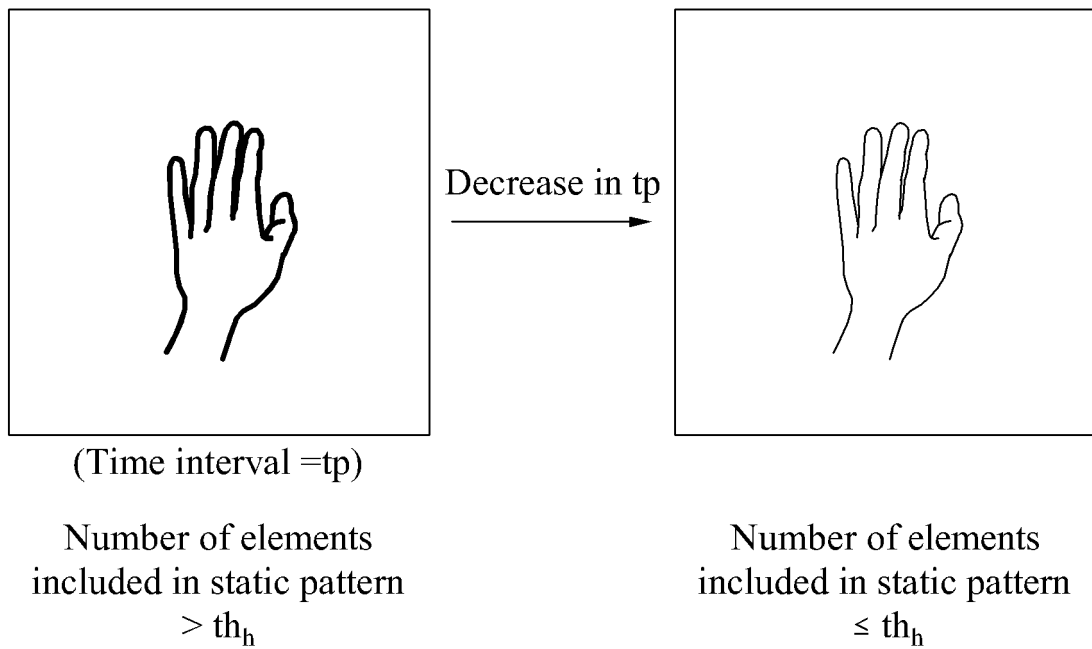 Decrease in tp
(Time interval =tp)
Number of elements
included in static pattern
> thₕ
Number of elements
included in static pattern
≤ thₕ